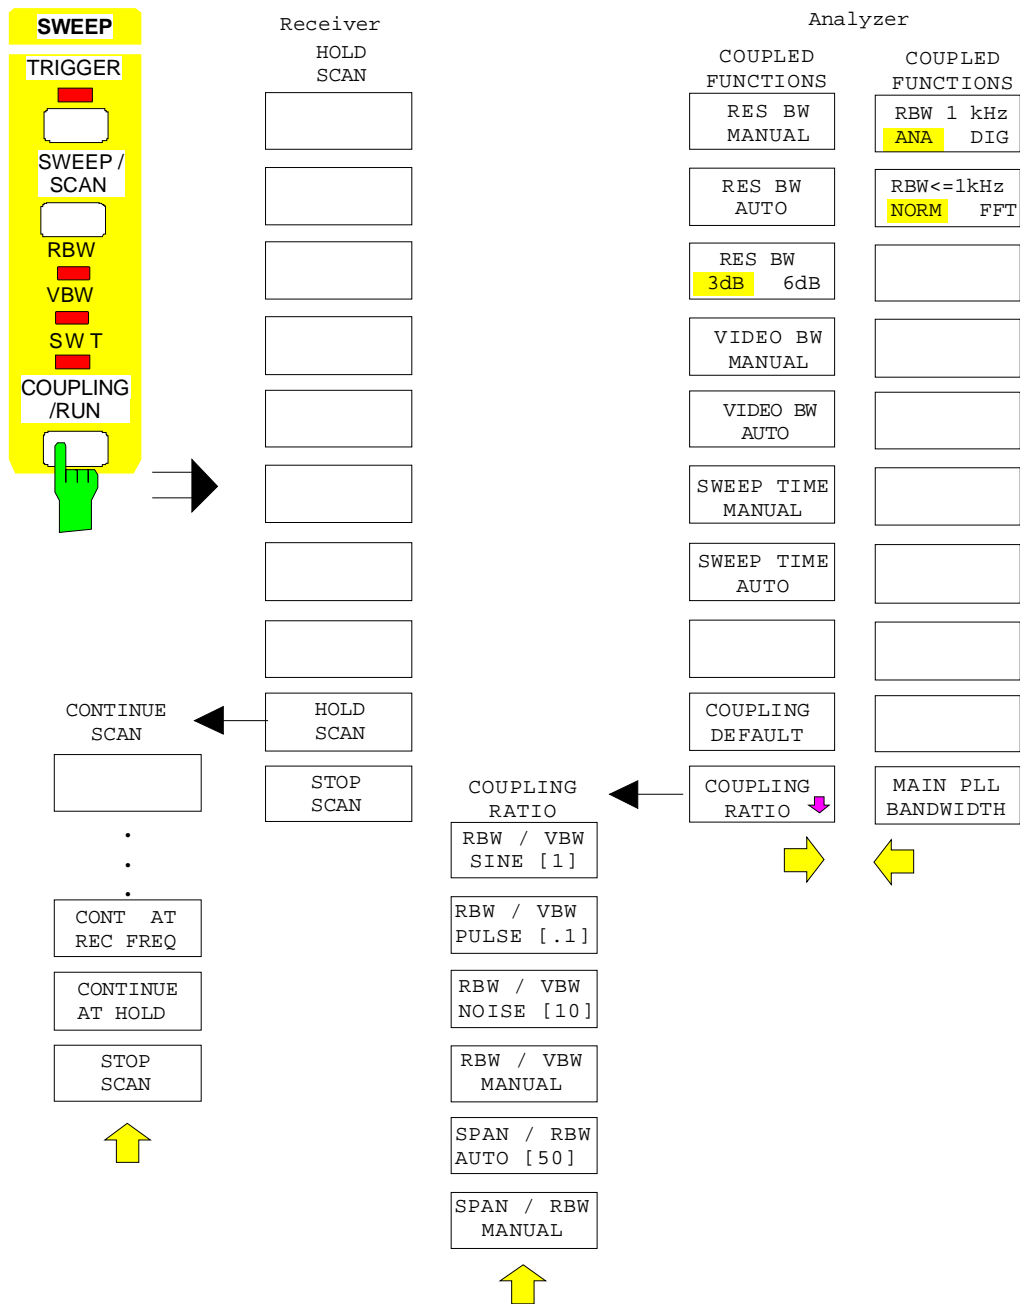 SWEEP
TRIGGER
SWEEP /
SCAN
RBW
VBW
SWT
COUPLING
/RUN
Receiver
HOLD
SCAN
HOLD
SCAN
STOP
SCAN
CONTINUE
SCAN
.
.
.
CONT AT
REC FREQ
CONTINUE
AT HOLD
STOP
SCAN
Analyzer
COUPLED
FUNCTIONS
RES BW
MANUAL
RES BW
AUTO
RES BW
3dB 6dB
VIDEO BW
MANUAL
VIDEO BW
AUTO
SWEEP TIME
MANUAL
SWEEP TIME
AUTO
COUPLING
DEFAULT
COUPLING
RATIO
COUPLED
FUNCTIONS
RBW 1 kHz
ANA DIG
RBW<=1kHz
NORM FFT
MAIN PLL
BANDWIDTH
COUPLING
RATIO
RBW / VBW
SINE [1]
RBW / VBW
PULSE [.1]
RBW / VBW
NOISE [10]
RBW / VBW
MANUAL
SPAN / RBW
AUTO [50]
SPAN / RBW
MANUAL